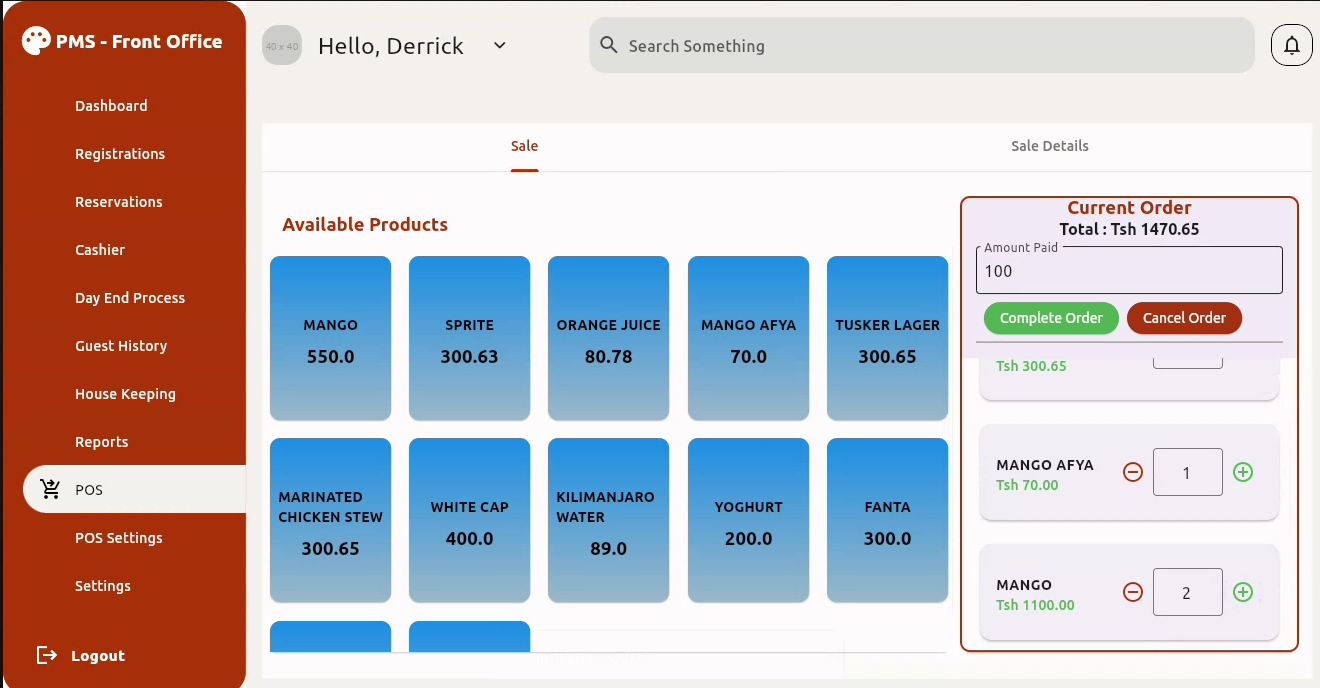 PMS - Front Office
Dashboard
Registrations
Reservations
Cashier
Day End Process
Guest History
House Keeping
Reports
POS
POS Settings
Settings
Logout
40 x 40
Hello, Derrick
Search Something
Sale
Sale Details
Available Products
MANGO
550.0
SPRITE
300.63
ORANGE JUICE
80.78
MANGO AFYA
70.0
TUSKER LAGER
300.65
MARINATED
CHICKEN STEW
300.65
WHITE CAP
400.0
KILIMANJARO
WATER
89.0
YOGHURT
200.0
FANTA
300.0
Current Order
Total : Tsh 1470.65
Amount Paid
100
Complete Order
Cancel Order
Tsh 300.65
MANGO AFYA
Tsh 70.00
1
MANGO
Tsh 1100.00
2